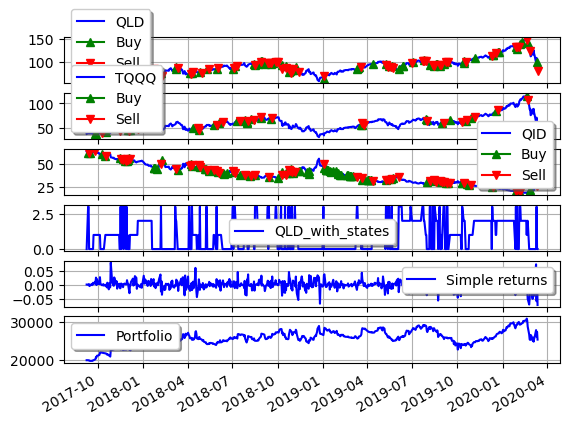 QLD
Buy
Sell
150
100
TQQQ
Buy
Sell
100
50
QID
Buy
Sell
50
25
2.5
0.0
QLD_with_states
0.05
0.00
−0.05
Simple returns
30000
20000
Portfolio
2017-10
2018-01
2018-04
2018-07
2018-10
2019-01
2019-04
2019-07
2019-10
2020-01
2020-04